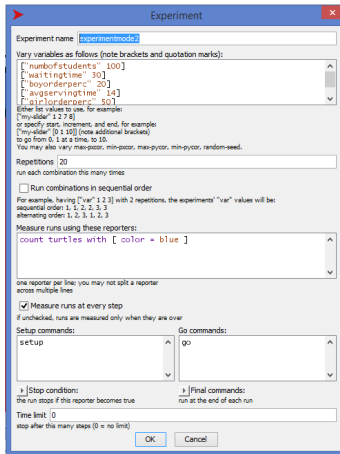 Experiment
Experiment name experimentmode2
Vary variables as follows (note brackets and quotation marks):
["numbofstudents" 100]
["waitingtime" 30]
["boyorderperc" 20]
["avgservingtime" 14]
["girlorderperc" 50]
Either list values to use, for example:
["my-slider" 1 2 7 8]
or specify start, increment, and end, for example:
["my-slider" [0 1 10]] (note additional brackets)
to go from 0, 1 at a time, to 10.
You may also vary max-pxcor, min-pxcor, max-pycor, min-pycor, random-seed.
Repetitions 20
run each combination this many times
Run combinations in sequential order
For example, having ["var" 1 2 3] with 2 repetitions, the experiments' "var" values will be:
sequential order: 1, 1, 2, 2, 3, 3
alternating order: 1, 2, 3, 1, 2, 3
Measure runs using these reporters:
count turtles with [ color = blue ]
one reporter per line; you may not split a reporter
across multiple lines
Measure runs at every step
if unchecked, runs are measured only when they are over
Setup commands: Go commands:
setup go
Stop condition: Final commands:
the run stops if this reporter becomes true run at the end of each run
Time limit 0
stop after this many steps (0 = no limit)
OK Cancel